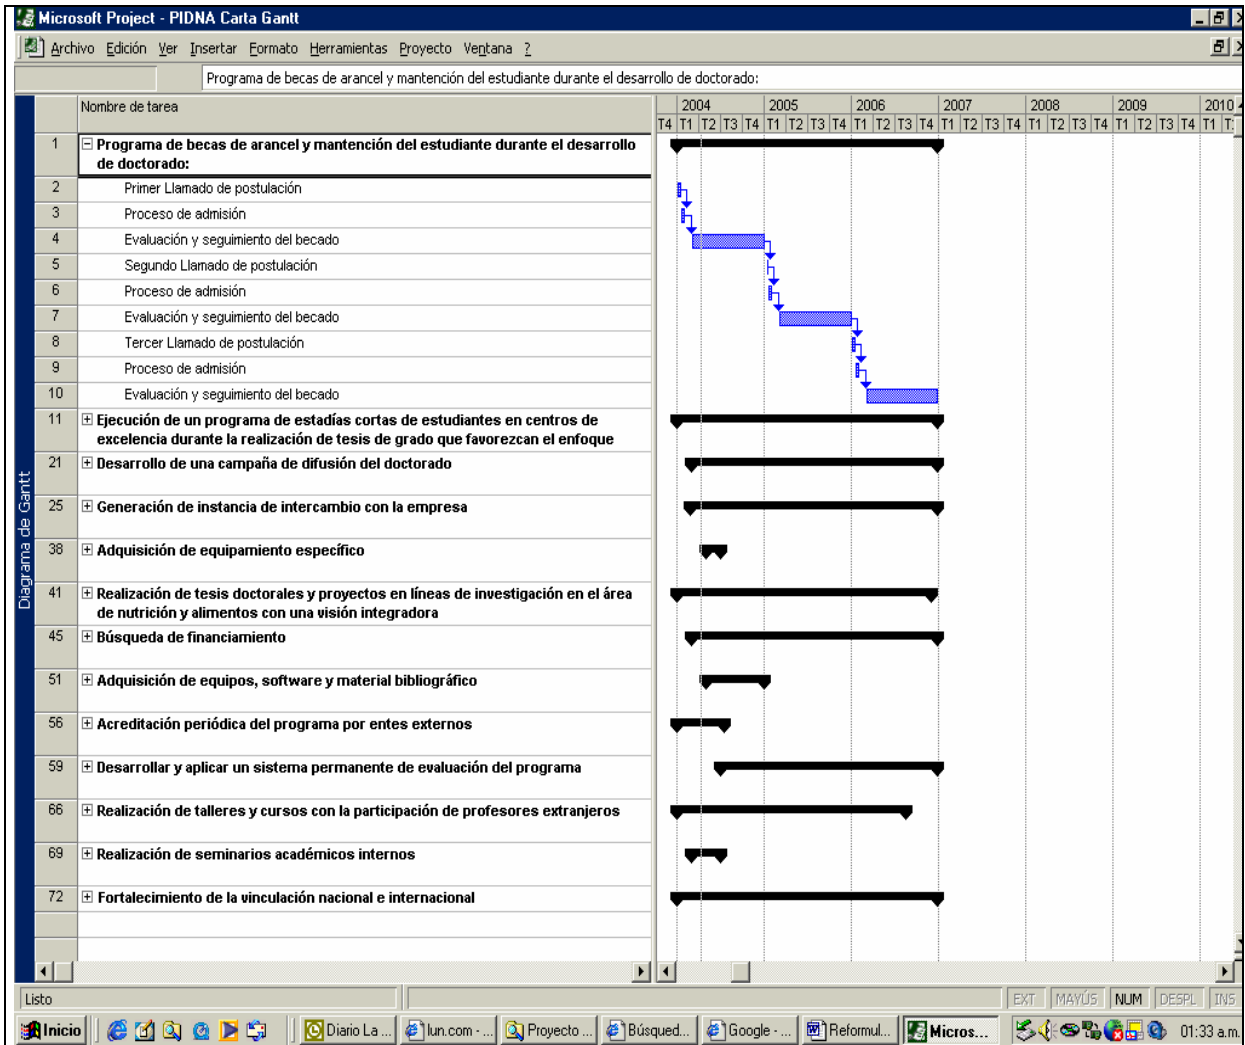 Microsoft Project - PIDNA Carta Gantt
Archivo Edición Ver Insertar Formato Herramientas Proyecto Ventana ?
Programa de becas de arancel y mantención del estudiante durante el desarrollo de doctorado:
Nombre de tarea 2004 2005 2006 2007 2008 2009 2010
T4 T1 T2 T3 T4 T1 T2 T3 T4 T1 T2 T3 T4 T1 T2 T3 T4 T1 T2 T3 T4 T1 T2 T3 T4 T1
1 Programa de becas de arancel y mantención del estudiante durante el desarrollo
de doctorado:
2 Primer Llamado de postulación
3 Proceso de admisión
4 Evaluación y seguimiento del becado
5 Segundo Llamado de postulación
6 Proceso de admisión
7 Evaluación y seguimiento del becado
8 Tercer Llamado de postulación
9 Proceso de admisión
10 Evaluación y seguimiento del becado
11 Ejecución de un programa de estadías cortas de estudiantes en centros de
excelencia durante la realización de tesis de grado que favorezcan el enfoque
21 Desarrollo de una campaña de difusión del doctorado
25 Generación de instancia de intercambio con la empresa
38 Adquisición de equipamiento específico
41 Realización de tesis doctorales y proyectos en líneas de investigación en el área
de nutrición y alimentos con una visión integradora
45 Búsqueda de financiamiento
51 Adquisición de equipos, software y material bibliográfico
56 Acreditación periódica del programa por entes externos
59 Desarrollar y aplicar un sistema permanente de evaluación del programa
66 Realización de talleres y cursos con la participación de profesores extranjeros
69 Realización de seminarios académicos internos
72 Fortalecimiento de la vinculación nacional e internacional
Diagrama de Gantt
Listo EXT MAYÚS NUM DESPL INS
Inicio Diario La ... lun.com - ... Proyecto ... Búsqued... Google - ... Reformul... Micros... 01:33 a.m.